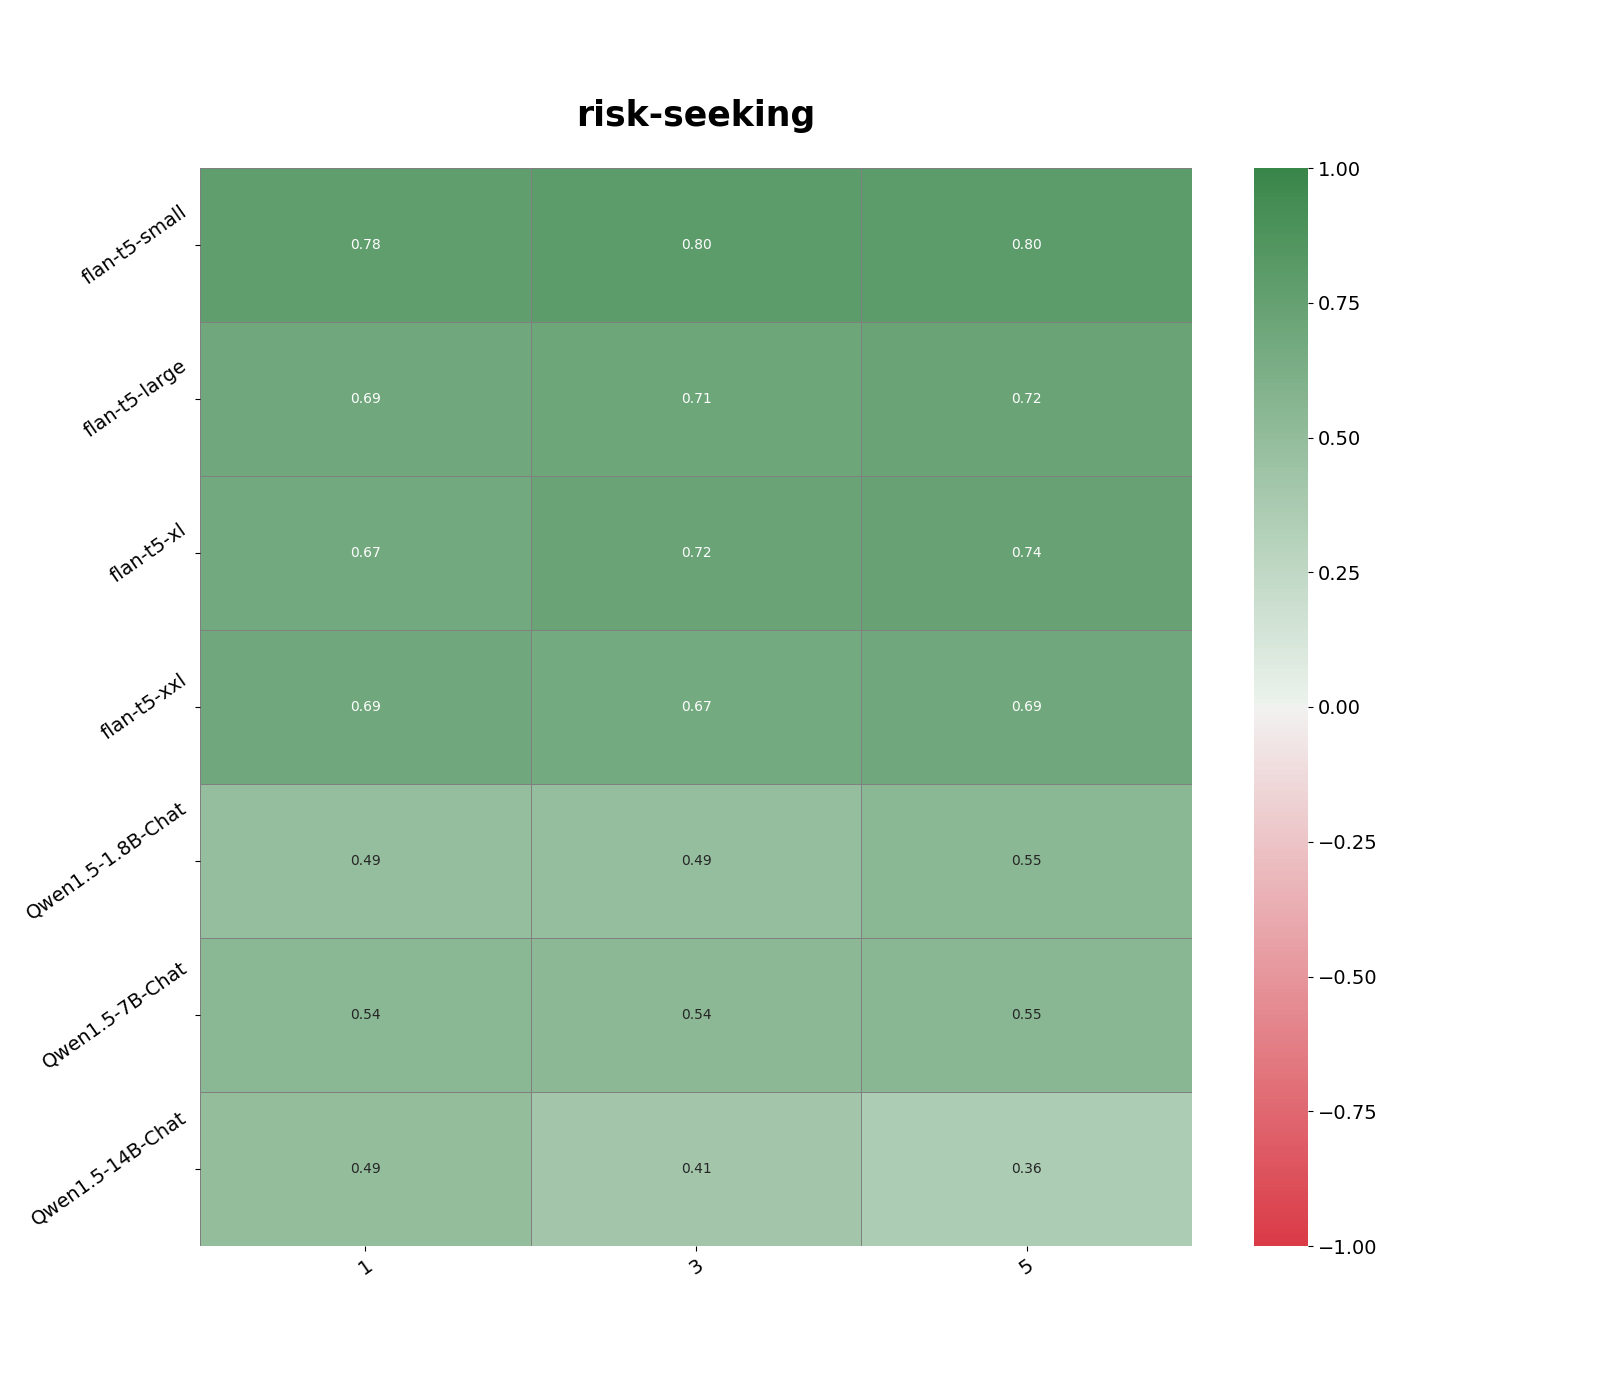 risk-seeking
flan-t5-small
0.78 0.80 0.80
flan-t5-large
0.69 0.71 0.72
flan-t5-xl
0.67 0.72 0.74
flan-t5-xxl
0.69 0.67 0.69
Qwen1.5-1.8B-Chat
0.49 0.49 0.55
Qwen1.5-7B-Chat
0.54 0.54 0.55
Qwen1.5-14B-Chat
0.49 0.41 0.36
1 3 5
1.00
0.75
0.50
0.25
0.00
−0.25
−0.50
−0.75
−1.00